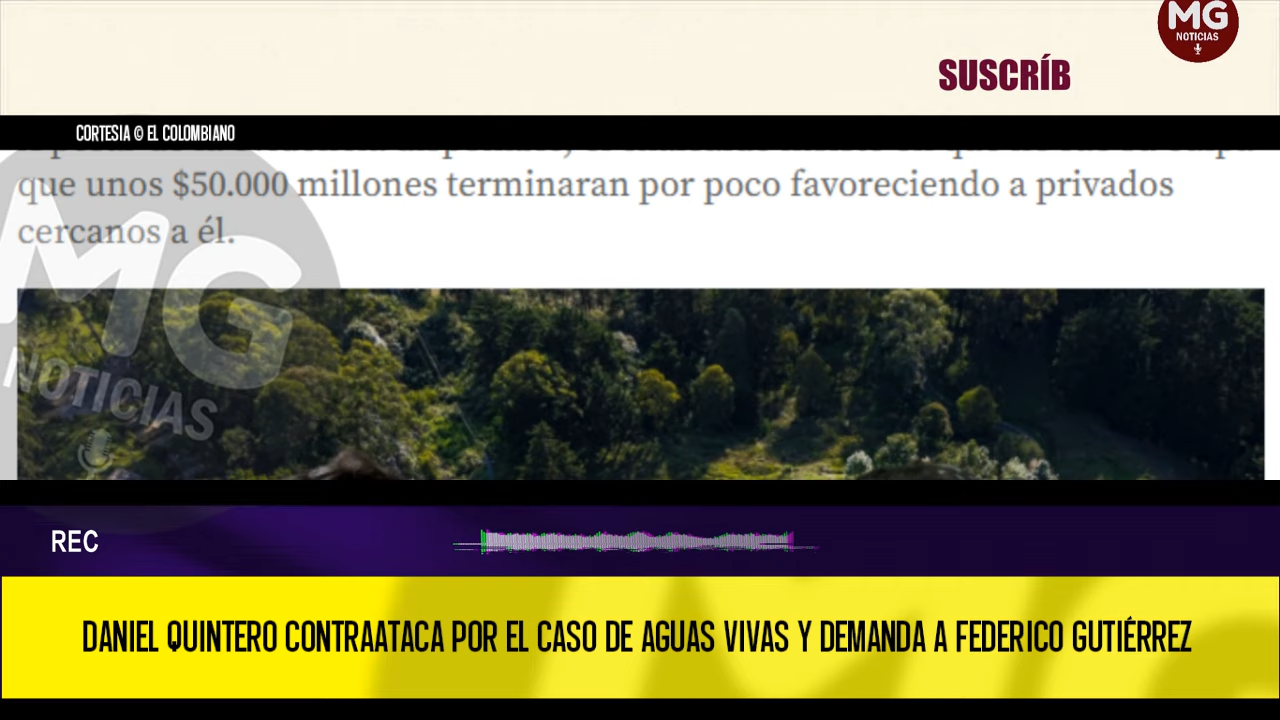 MG
NOTICIAS
SUSCRÍB
CORTESIA © EL COLOMBIANO
que unos $50.000 millones terminaran por poco favoreciendo a privados
cercanos a él.
MG
NOTICIAS
REC
DANIEL QUINTERO CONTRAATACA POR EL CASO DE AGUAS VIVAS Y DEMANDA A FEDERICO GUTIÉRREZ